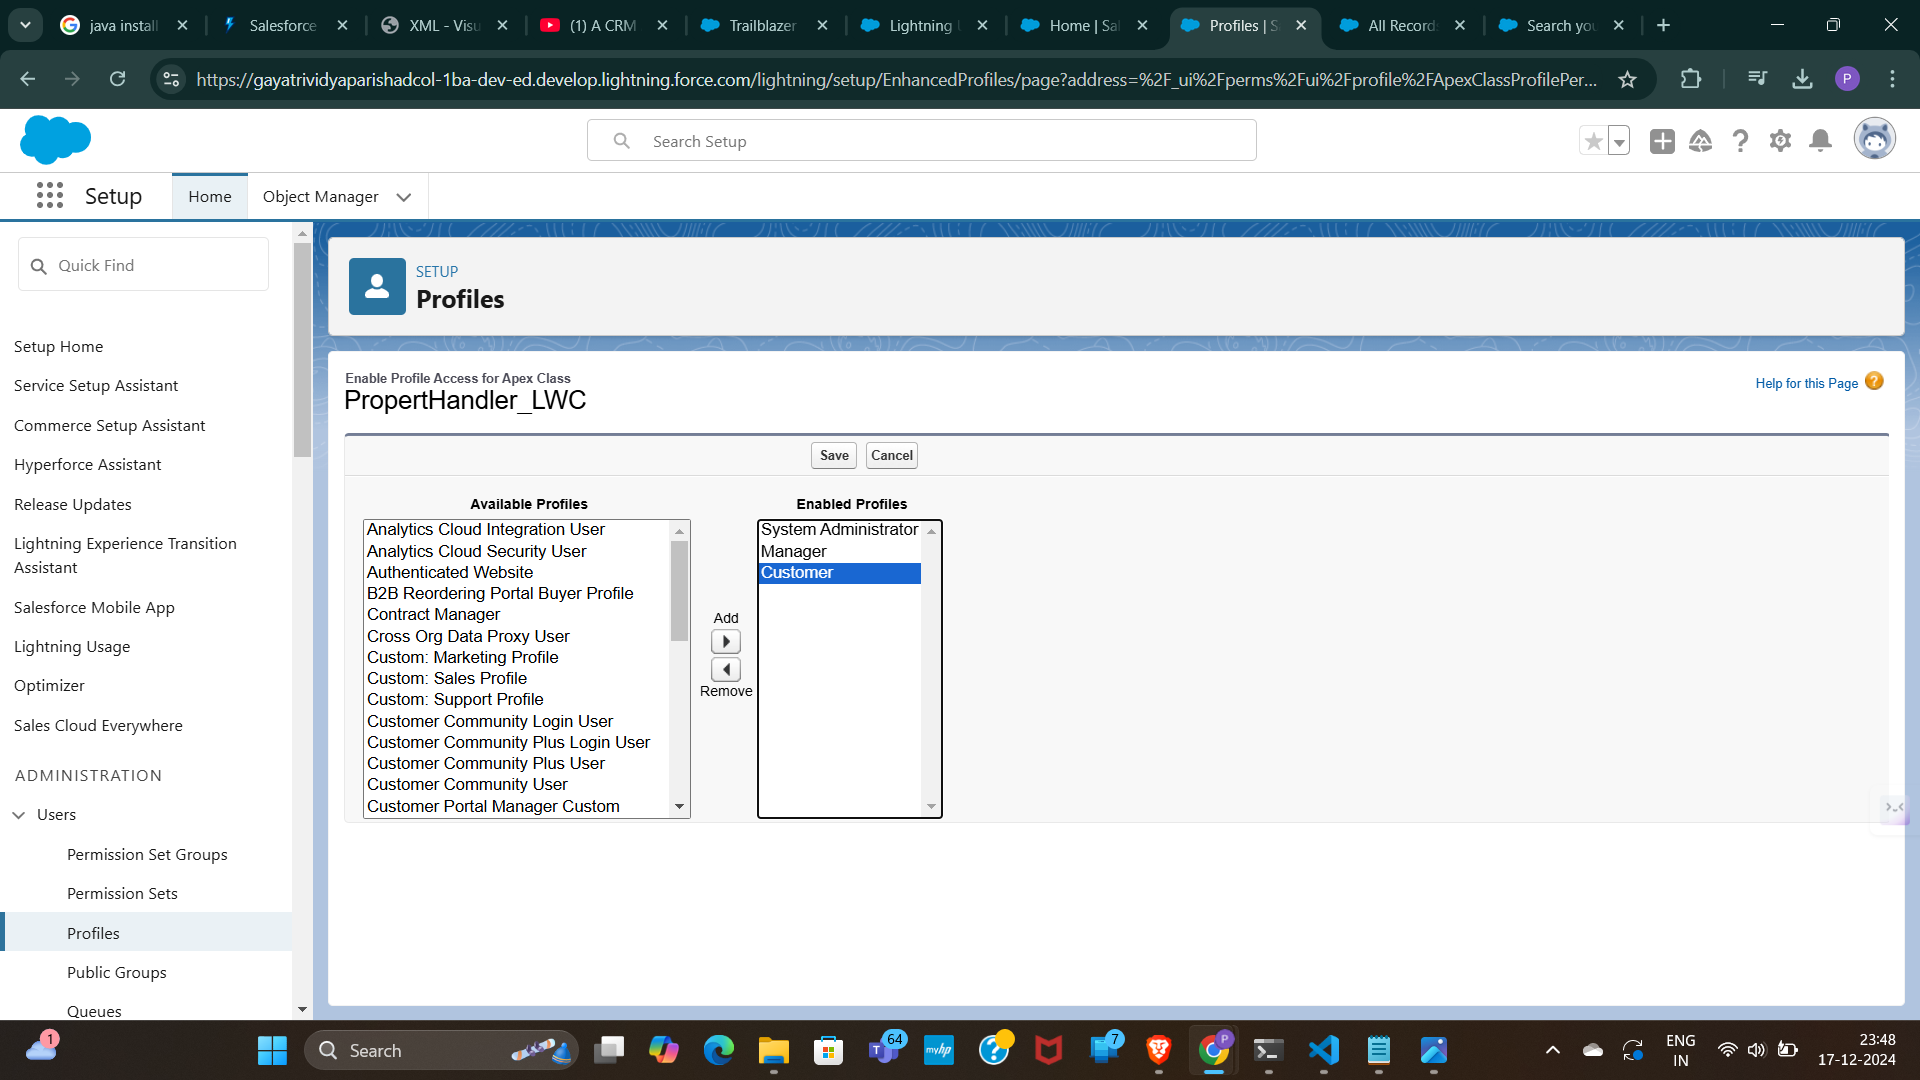 java install
Salesforce
XML - Visu
(1) A CRM
Trailblazer
Lightning
Home | Sal
Profiles | S
All Record
Search you
https://gayatrividyaparishadcol-1ba-dev-ed.develop.lightning.force.com/lightning/setup/EnhancedProfiles/page?address=%2F_ui%2Fperms%2Fui%2Fprofile%2FApexClassProfilePer...
P
Search Setup
Setup
Home
Object Manager
Quick Find
Setup Home
Service Setup Assistant
Commerce Setup Assistant
Hyperforce Assistant
Release Updates
Lightning Experience Transition
Assistant
Salesforce Mobile App
Lightning Usage
Optimizer
Sales Cloud Everywhere
ADMINISTRATION
Users
Permission Set Groups
Permission Sets
Profiles
Public Groups
Queues
SETUP
Profiles
Enable Profile Access for Apex Class
PropertHandler_LWC
Help for this Page
Save
Cancel
Available Profiles
Analytics Cloud Integration User
Analytics Cloud Security User
Authenticated Website
B2B Reordering Portal Buyer Profile
Contract Manager
Cross Org Data Proxy User
Custom: Marketing Profile
Custom: Sales Profile
Custom: Support Profile
Customer Community Login User
Customer Community Plus Login User
Customer Community Plus User
Customer Community User
Customer Portal Manager Custom
Add
Remove
Enabled Profiles
System Administrator
Manager
Customer
1
Search
64
myhp
7
P
ENG
IN
23:48
17-12-2024